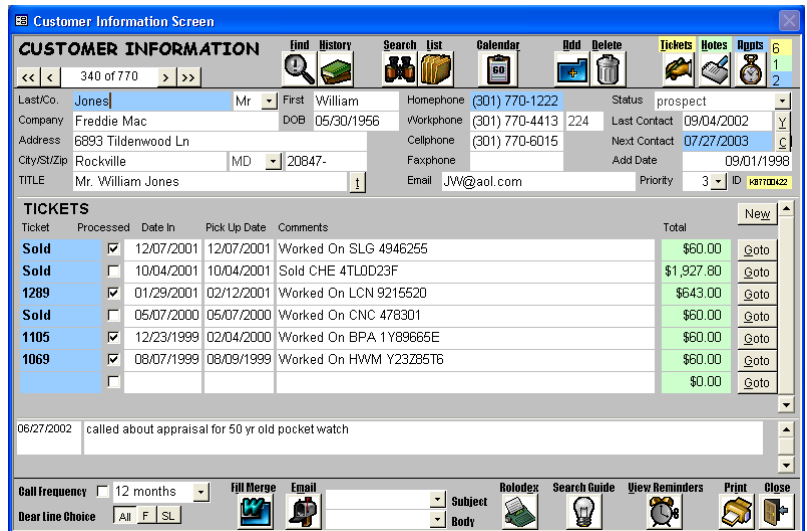 Customer Information Screen
CUSTOMER INFORMATION Find History Search List Calendar Add Delete Tickets Notes Appts 6
<< < 340 of 770 > >> 60 1
2
Last/Co. Jones Mr First William Homephone (301) 770-1222 Status prospect
Company Freddie Mac DOB 05/30/1956 Workphone (301) 770-4413 224 Last Contact 09/04/2002 Y
Address 6893 Tildenwood Ln Cellphone (301) 770-6015 Next Contact 07/27/2003 C
City/St/Zip Rockville MD 20847- Faxphone Add Date 09/01/1998
TITLE Mr. William Jones t Email JW@aol.com Priority 3 ID KB7700422
TICKETS New
Ticket Processed Date In Pick Up Date Comments Total
Sold 12/07/2001 12/07/2001 Worked On SLG 4946255 $60.00 Goto
Sold 10/04/2001 10/04/2001 Sold CHE 4TL0D23F $1,927.80 Goto
1289 01/29/2001 02/12/2001 Worked On LCN 9215520 $643.00 Goto
Sold 05/07/2000 05/07/2000 Worked On CNC 478301 $60.00 Goto
1105 12/23/1999 02/04/2000 Worked On BPA 1Y89665E $60.00 Goto
1069 08/07/1999 08/09/1999 Worked On HWM Y23Z85T6 $60.00 Goto
$0.00 Goto
06/27/2002 called about appraisal for 50 yr old pocket watch
Call Frequency 12 months Fill Merge Email Subject Rolodex Search Guide View Reminders Print Close
Dear Line Choice All F SL Body